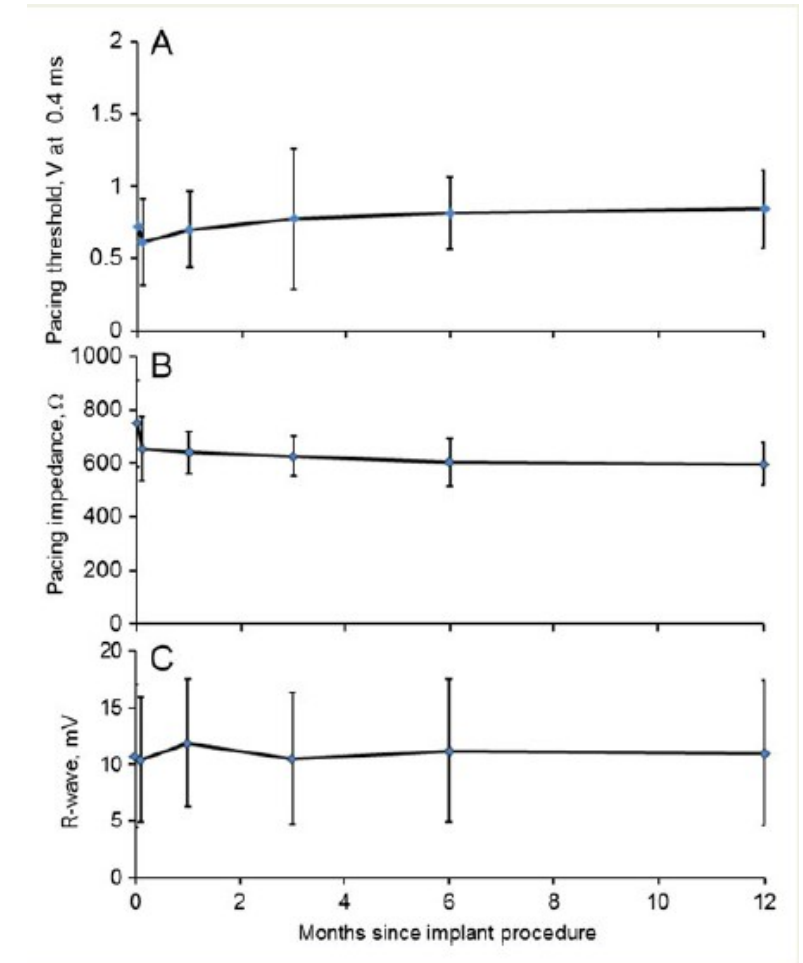 A
Pacing threshold, V at 0.4 ms
2
1.5
1
0.5
0
B
Pacing impedance, Ω
1000
800
600
400
200
0
C
R-wave, mV
20
15
10
5
0
0 2 4 6 8 10 12
Months since implant procedure